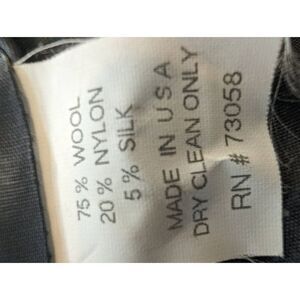 75% WOOL
20% NYLON
5% SILK
MADE IN U S A
DRY CLEAN ONLY
RN # 73058